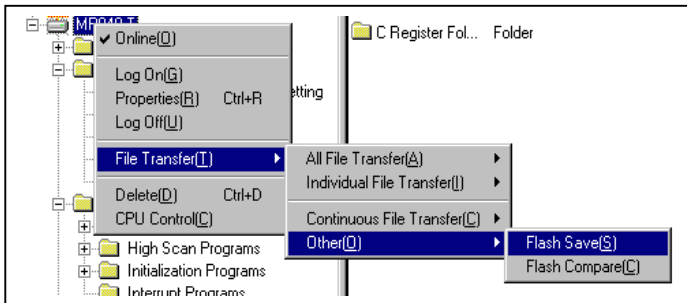 C Register Fol... Folder
✓ Online(O)
Log On(G)
Properties(R) Ctrl+R
etting
Log Off(U)
File Transfer(T)
All File Transfer(A)
Individual File Transfer(I)
Delete(D) Ctrl+D
CPU Control(C)
Continuous File Transfer(C)
Other(O)
Flash Save(S)
Flash Compare(C)
High Scan Programs
Initialization Programs
Interrupt Programs